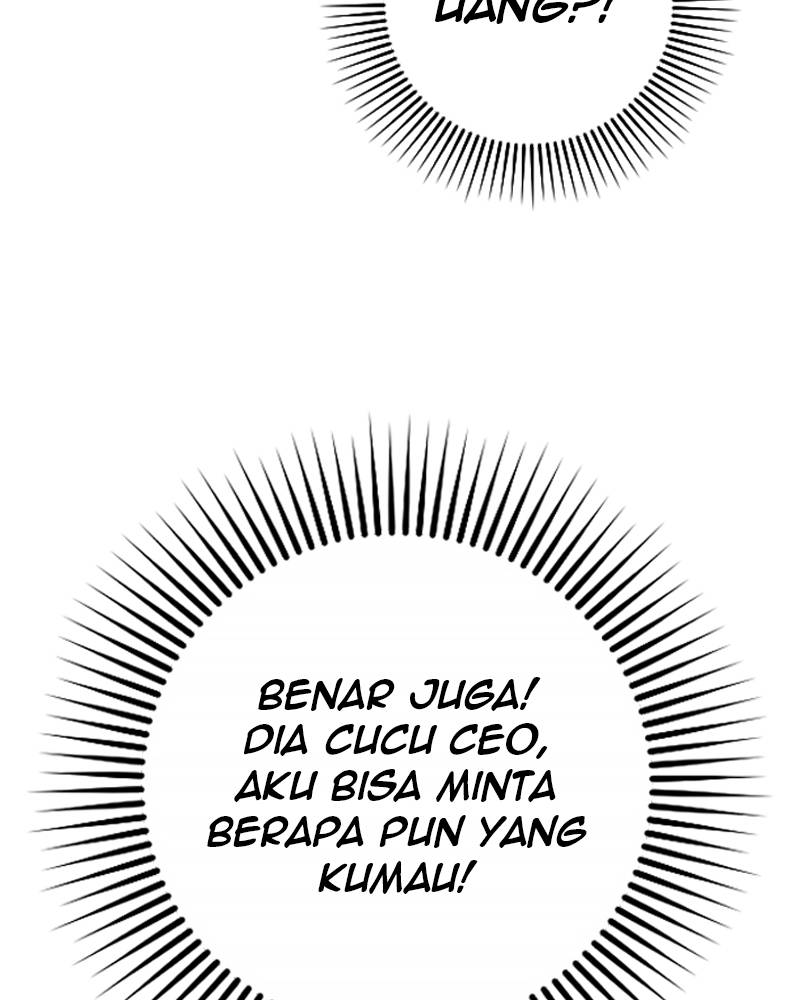 UANG?!
BENAR JUGA!
DIA CUCU CEO,
AKU BISA MINTA
BERAPA PUN YANG
KUMAU!